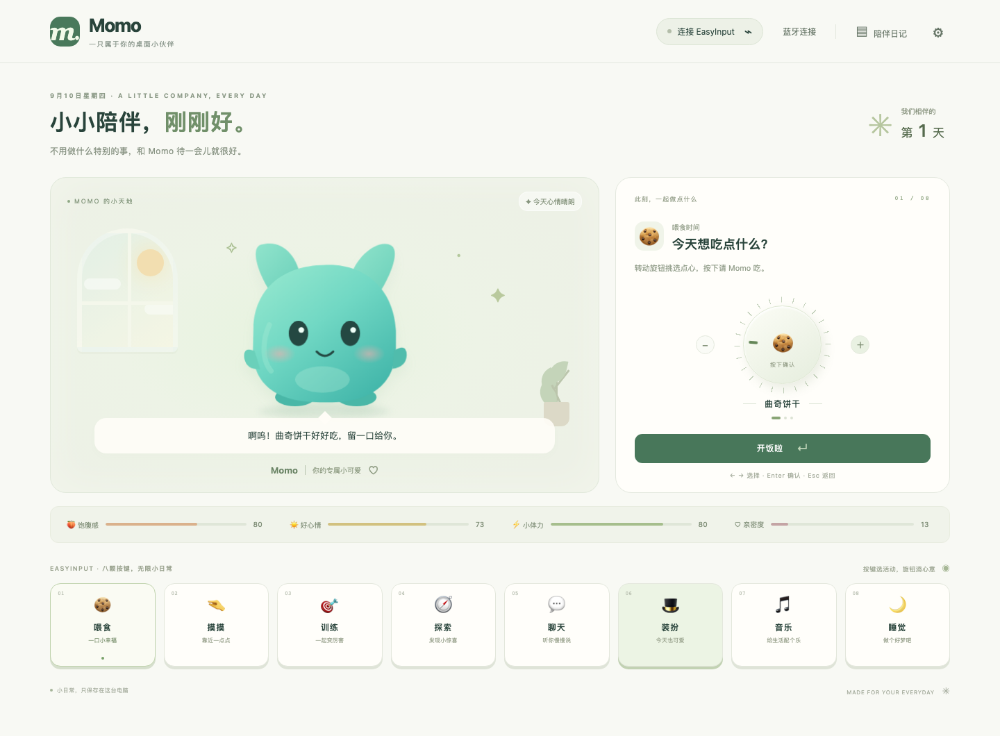 m.
Momo
一只属于你的桌面小伙伴
连接 EasyInput
蓝牙连接
陪伴日记
9月10日星期四 · A LITTLE COMPANY, EVERY DAY
小小陪伴，刚刚好。
不用做什么特别的事，和 Momo 待一会儿就很好。
我们相伴的
第 1 天
MOMO 的小天地
✦ 今天心情晴朗
啊呜！曲奇饼干好好吃，留一口给你。
Momo
你的专属小可爱
此刻，一起做点什么
01 / 08
喂食时间
今天想吃点什么？
转动旋钮挑选点心，按下请 Momo 吃。
−
+
按下确认
曲奇饼干
开饭啦 ↵
← → 选择 · Enter 确认 · Esc 返回
饱腹感 80
好心情 73
小体力 80
亲密度 13
EASYINPUT · 八颗按键，无限小日常
按键选活动，旋钮添心意
01
喂食
一口小幸福
02
摸摸
靠近一点点
03
训练
一起变厉害
04
探索
发现小惊喜
05
聊天
听你慢慢说
06
装扮
今天也可爱
07
音乐
给生活配个乐
08
睡觉
做个好梦吧
小日常，只保存在这台电脑
MADE FOR YOUR EVERYDAY